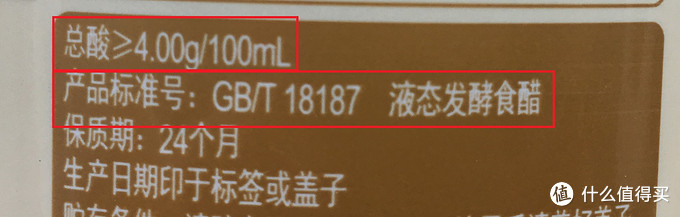 总酸≥4.00g/100mL
产品标准号：GB/T 18187 液态发酵食醋
保质期：24个月
生产日期印于标签或盖子
值 什么值得买